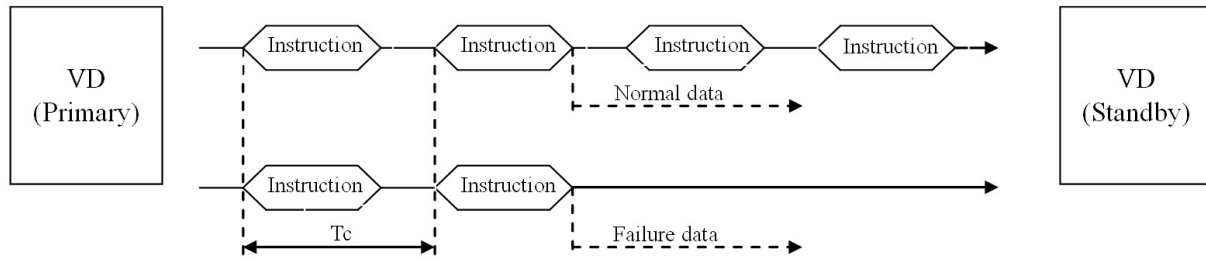 VD
(Primary)
Instruction
Instruction
Instruction
Instruction
Normal data
Instruction
Instruction
Tc
Failure data
VD
(Standby)